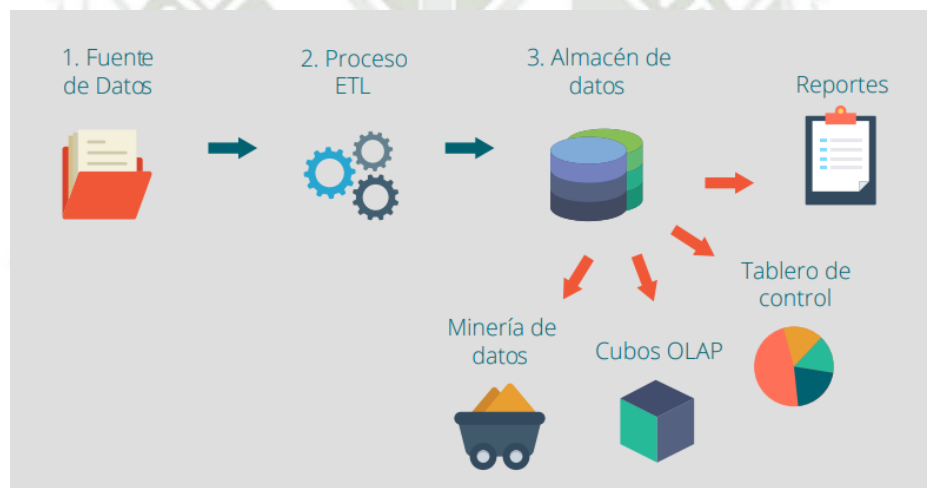 1. Fuente
de Datos
2. Proceso
ETL
3. Almacén de
datos
Reportes
Tablero de
control
Minería de
datos
Cubos OLAP